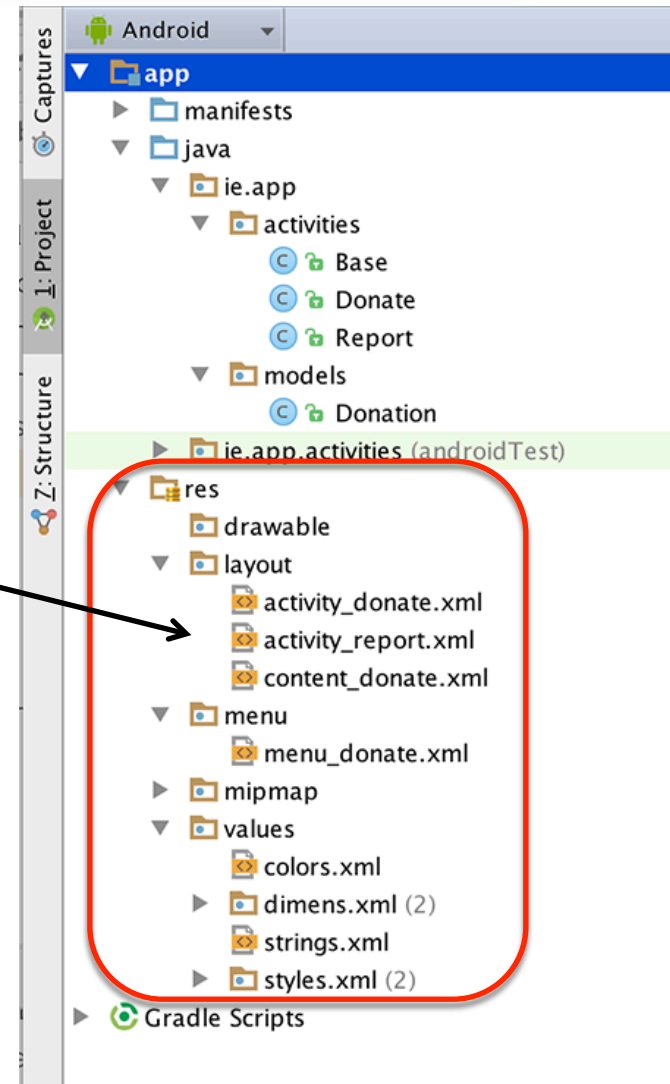 Captures
1: Project
Z: Structure
Android
app
manifests
java
ie.app
activities
C Base
C Donate
C Report
models
C Donation
ie.app.activities (androidTest)
res
drawable
layout
activity_donate.xml
activity_report.xml
content_donate.xml
menu
menu_donate.xml
mipmap
values
colors.xml
dimens.xml (2)
strings.xml
styles.xml (2)
Gradle Scripts